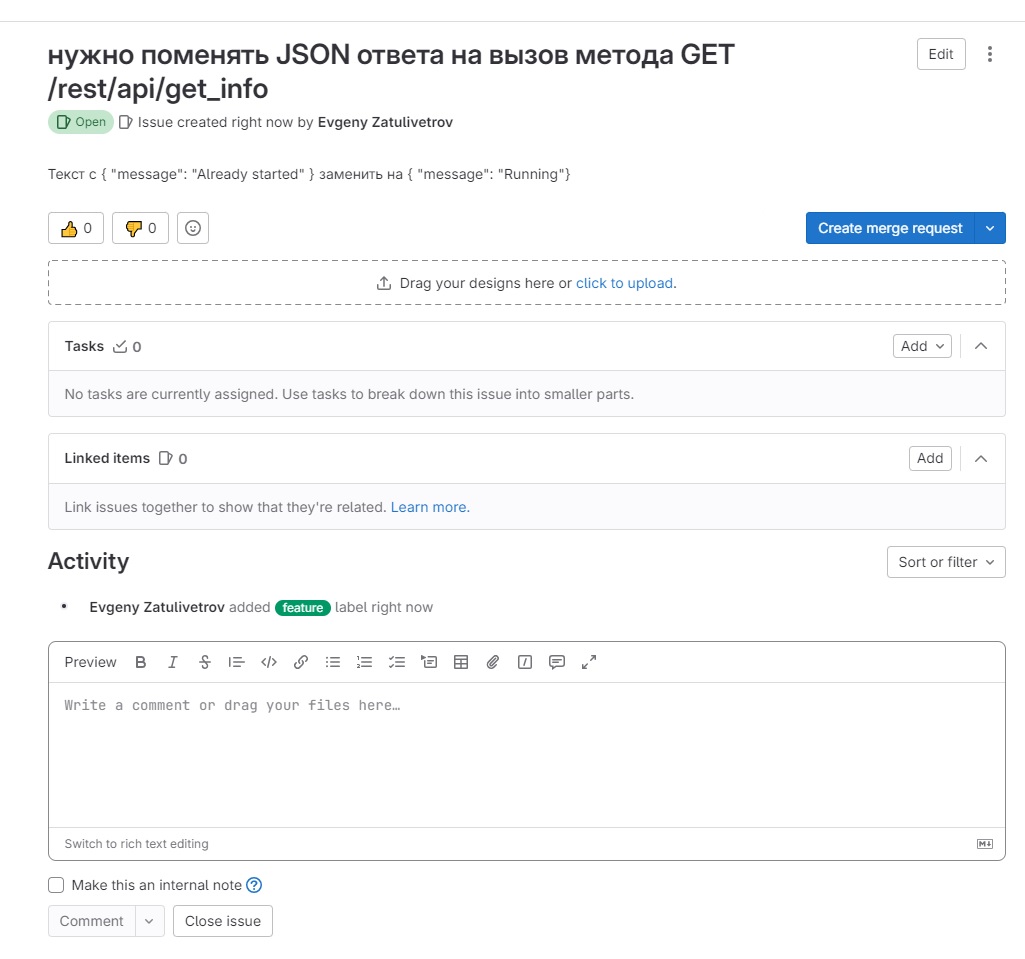 нужно поменять JSON ответа на вызов метода GET
/rest/api/get_info
Edit
Open Issue created right now by Evgeny Zatulivetrov
Текст с { "message": "Already started" } заменить на { "message": "Running"}
0 0
Create merge request
Drag your designs here or click to upload.
Tasks 0
Add
No tasks are currently assigned. Use tasks to break down this issue into smaller parts.
Linked items 0
Add
Link issues together to show that they're related. Learn more.
Activity
Sort or filter
• Evgeny Zatulivetrov added feature label right now
Preview
Write a comment or drag your files here…
Switch to rich text editing
Make this an internal note ?
Comment
Close issue